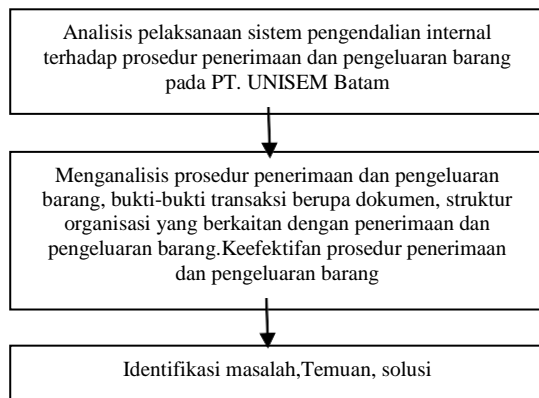 Analisis pelaksanaan sistem pengendalian internal
terhadap prosedur penerimaan dan pengeluaran barang
pada PT. UNISEM Batam
Menganalisis prosedur penerimaan dan pengeluaran
barang, bukti-bukti transaksi berupa dokumen, struktur
organisasi yang berkaitan dengan penerimaan dan
pengeluaran barang.Keefektifan prosedur penerimaan
dan pengeluaran barang
Identifikasi masalah,Temuan, solusi